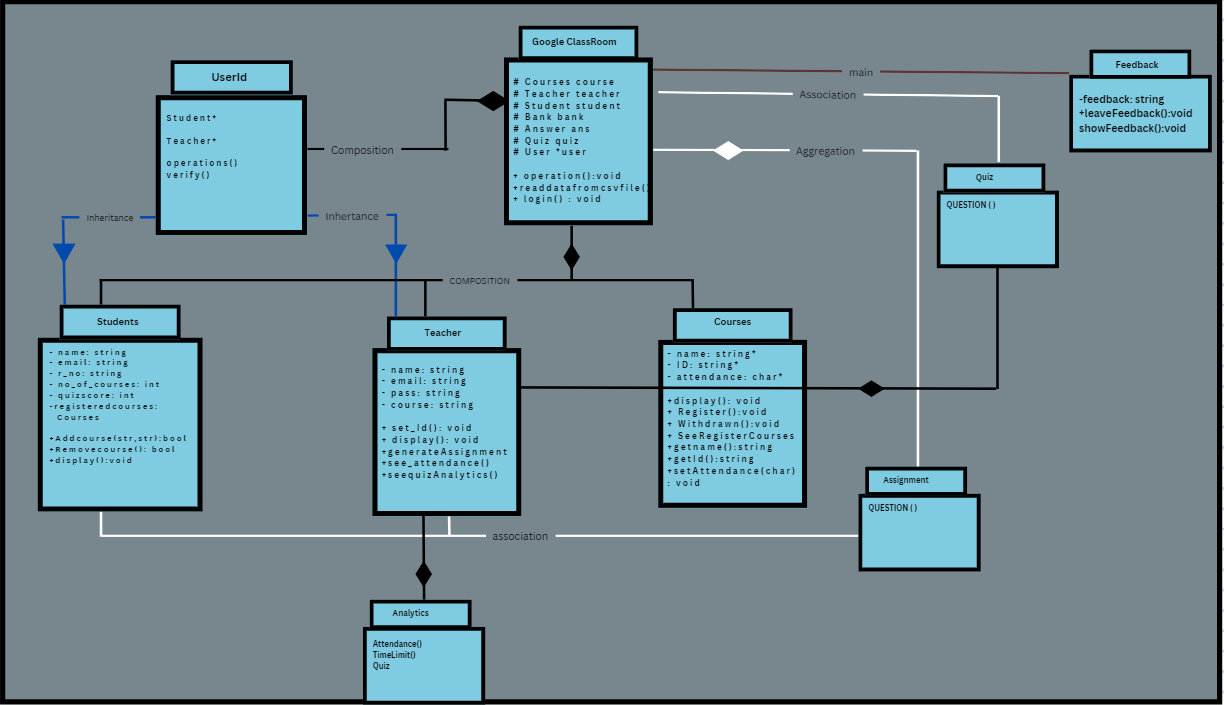 Google ClassRoom
# Courses course
# Teacher teacher
# Student student
# Bank bank
# Answer ans
# Quiz quiz
# User *user
+ operation():void
+readdatafromcsvfile()
+ login() : void
UserId
Student*
Teacher*
operations()
verify()
Composition
main
Association
Aggregation
Feedback
-feedback: string
+leaveFeedback():void
showFeedback():void
Quiz
QUESTION ( )
Inheritance
Inhertance
COMPOSITION
Students
- name: string
- email: string
- r_no: string
- no_of_courses: int
- quizscore: int
-registeredcourses:
Courses
+Addcourse(str,str):bool
+Removecourse(): bool
+display():void
Teacher
- name: string
- email: string
- pass: string
- course: string
+ set_Id(): void
+ display(): void
+generateAssignment
+see_attendance()
+seequizAnalytics()
Courses
- name: string*
- ID: string*
- attendance: char*
+display(): void
+ Register():void
+ Withdrawn():void
+ SeeRegisterCourses
+getname():string
+getId():string
+setAttendance(char)
: void
Assignment
QUESTION ( )
association
Analytics
Attendance()
TimeLimit()
Quiz